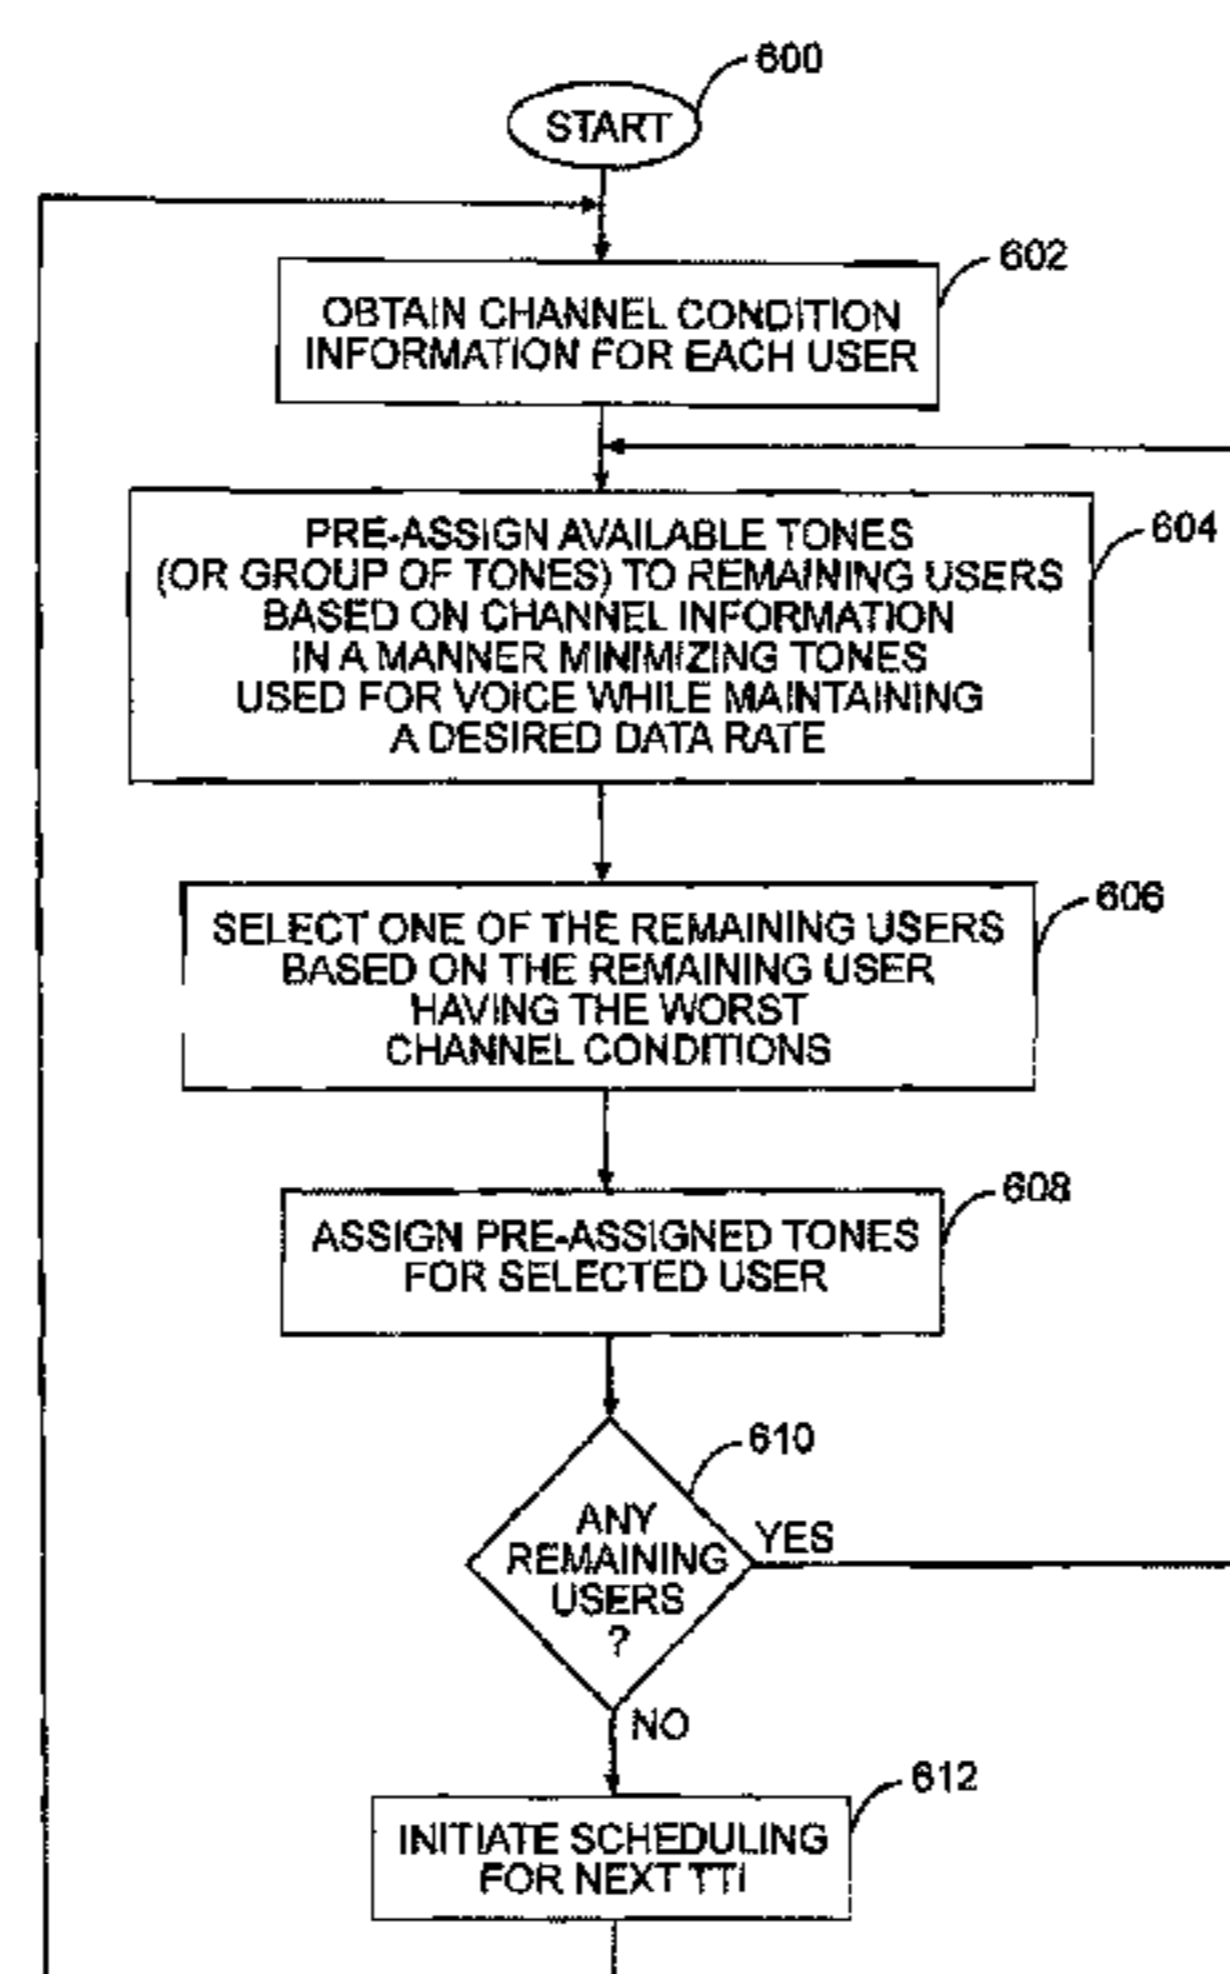 600
START
602
OBTAIN CHANNEL CONDITION
INFORMATION FOR EACH USER
604
PRE-ASSIGN AVAILABLE TONES
(OR GROUP OF TONES) TO REMAINING USERS
BASED ON CHANNEL INFORMATION
IN A MANNER MINIMIZING TONES
USED FOR VOICE WHILE MAINTAINING
A DESIRED DATA RATE
606
SELECT ONE OF THE REMAINING USERS
BASED ON THE REMAINING USER
HAVING THE WORST
CHANNEL CONDITIONS
608
ASSIGN PRE-ASSIGNED TONES
FOR SELECTED USER
610
ANY
REMAINING
USERS
?
YES
NO
612
INITIATE SCHEDULING
FOR NEXT TTI